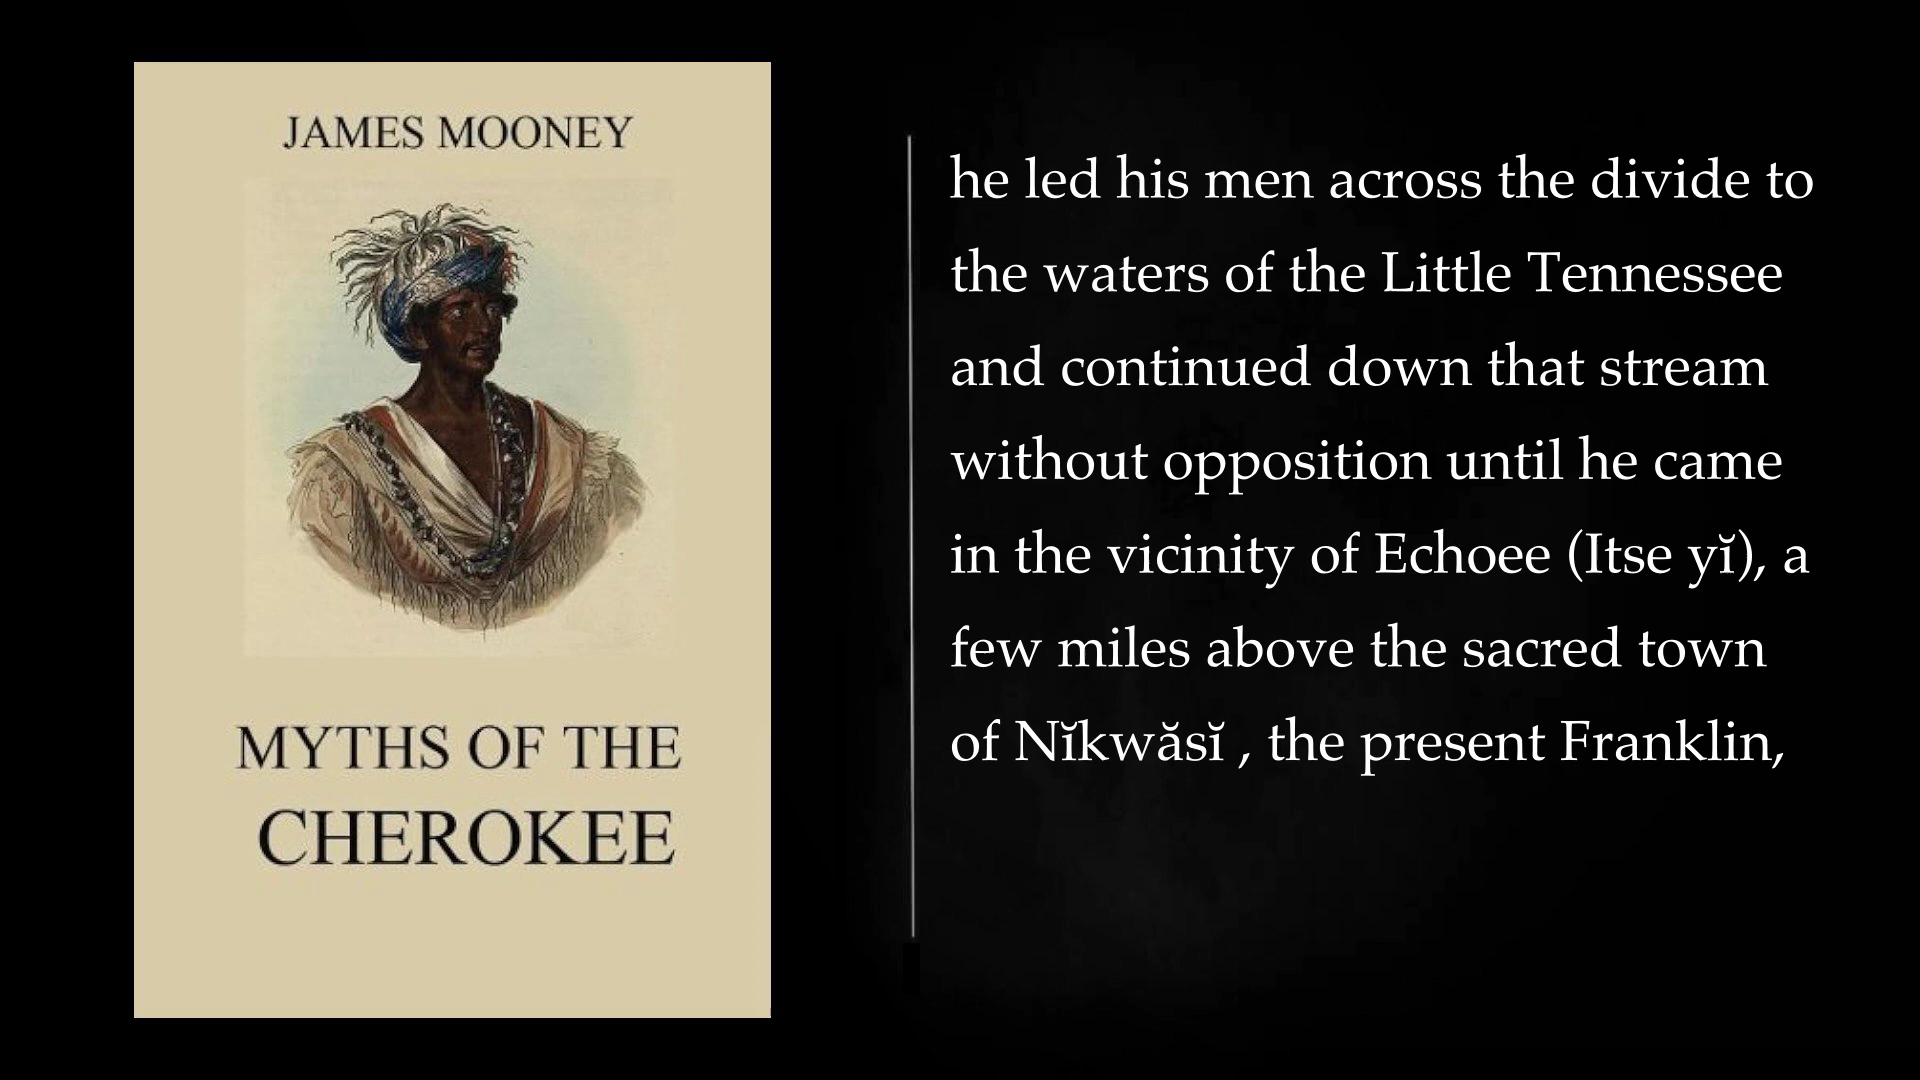 JAMES MOONEY
MYTHS OF THE
CHEROKEE
he led his men across the divide to
the waters of the Little Tennessee
and continued down that stream
without opposition until he came
in the vicinity of Echoee (Itse yĭ), a
few miles above the sacred town
of Nĭkwăsĭ , the present Franklin,